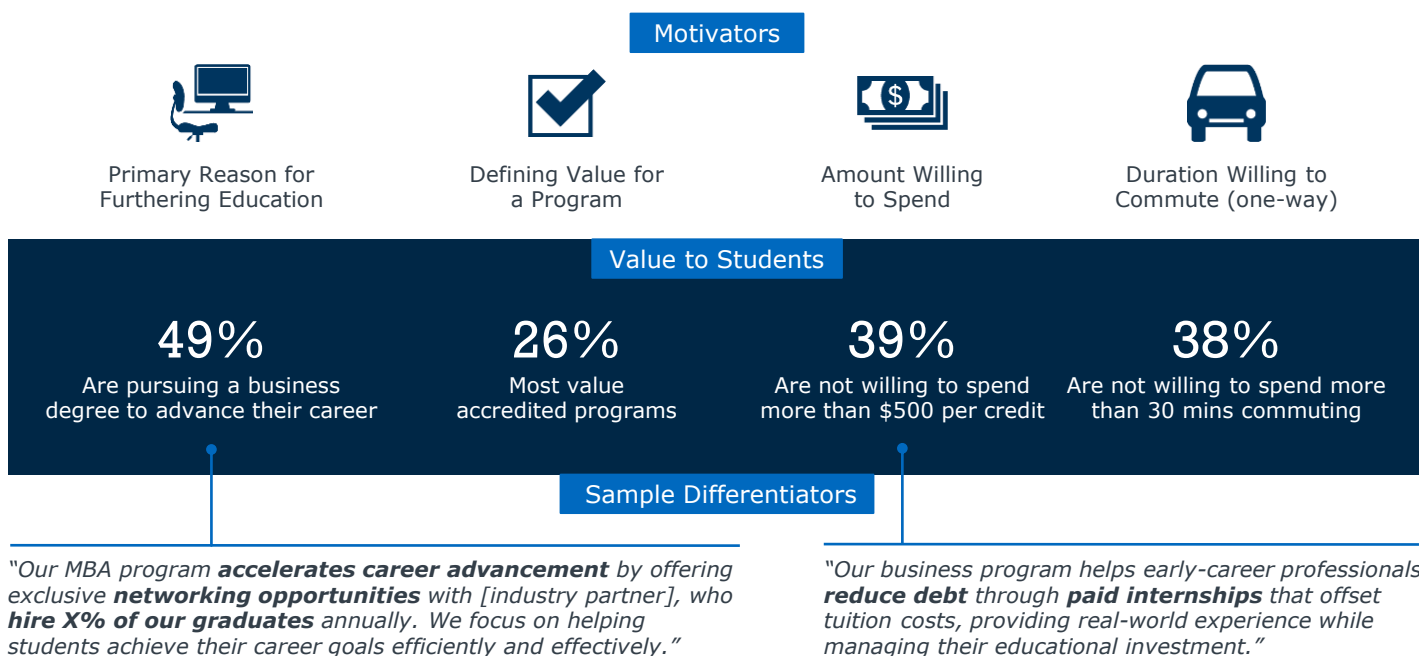 Motivators
$
Primary Reason for
Furthering Education
Defining Value for
a Program
Amount Willing
to Spend
Duration Willing to
Commute (one-way)
Value to Students
49%
Are pursuing a business
degree to advance their career
26%
Most value
accredited programs
39%
Are not willing to spend
more than $500 per credit
38%
Are not willing to spend more
than 30 mins commuting
Sample Differentiators
“Our MBA program accelerates career advancement by offering
exclusive networking opportunities with [industry partner], who
hire X% of our graduates annually. We focus on helping
students achieve their career goals efficiently and effectively.”
“Our business program helps early-career professionals
reduce debt through paid internships that offset
tuition costs, providing real-world experience while
managing their educational investment.”